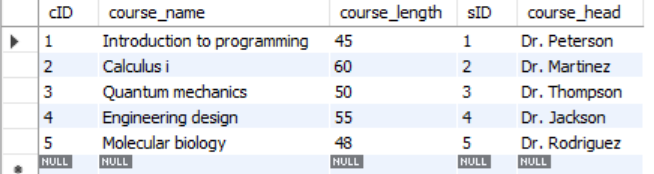 cID course_name course_length sID course_head
1 Introduction to programming 45 1 Dr. Peterson
2 Calculus i 60 2 Dr. Martinez
3 Quantum mechanics 50 3 Dr. Thompson
4 Engineering design 55 4 Dr. Jackson
5 Molecular biology 48 5 Dr. Rodriguez
NULL NULL NULL NULL NULL